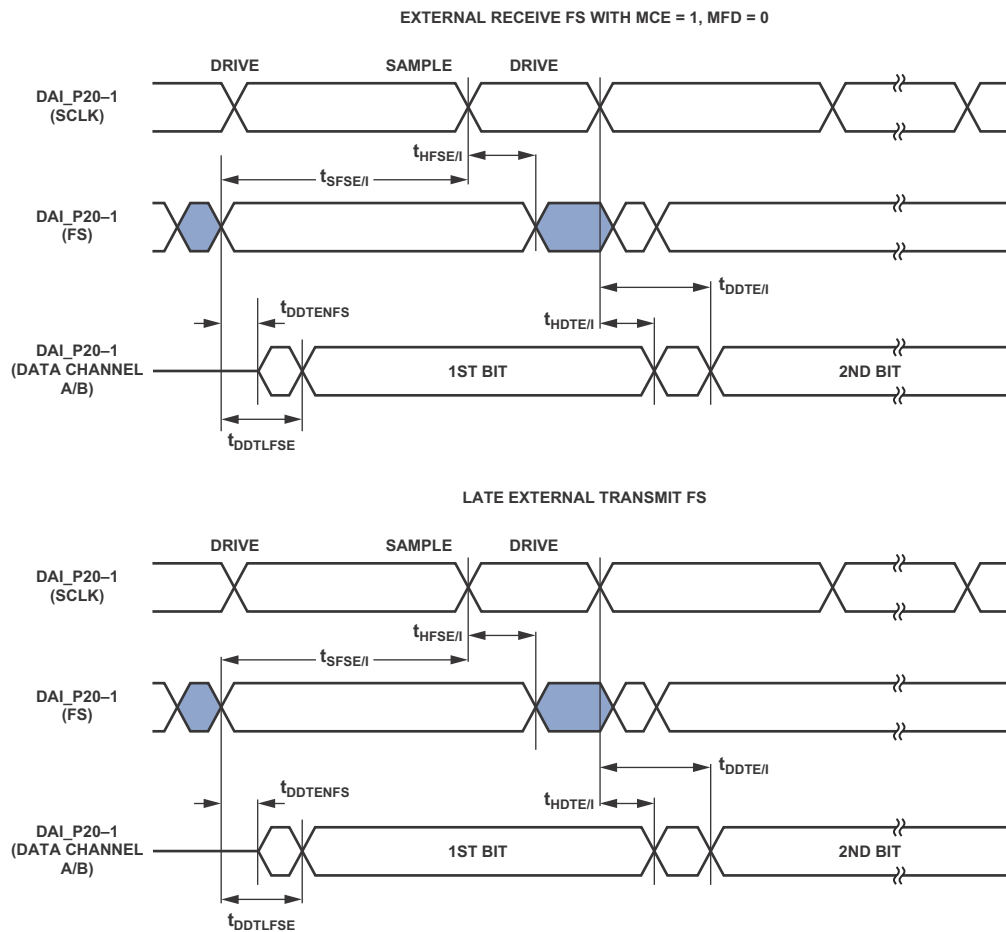 EXTERNAL RECEIVE FS WITH MCE = 1, MFD = 0
DRIVE SAMPLE DRIVE
DAI_P20–1
(SCLK)
tHFSE/I
tSFSE/I
DAI_P20–1
(FS)
tDDTE/I
tDDTENFS
tHDTE/I
DAI_P20–1
(DATA CHANNEL
A/B)
1ST BIT 2ND BIT
tDDTLFSE
LATE EXTERNAL TRANSMIT FS
DRIVE SAMPLE DRIVE
DAI_P20–1
(SCLK)
tHFSE/I
tSFSE/I
DAI_P20–1
(FS)
tDDTE/I
tDDTENFS
tHDTE/I
DAI_P20–1
(DATA CHANNEL
A/B)
1ST BIT 2ND BIT
tDDTLFSE